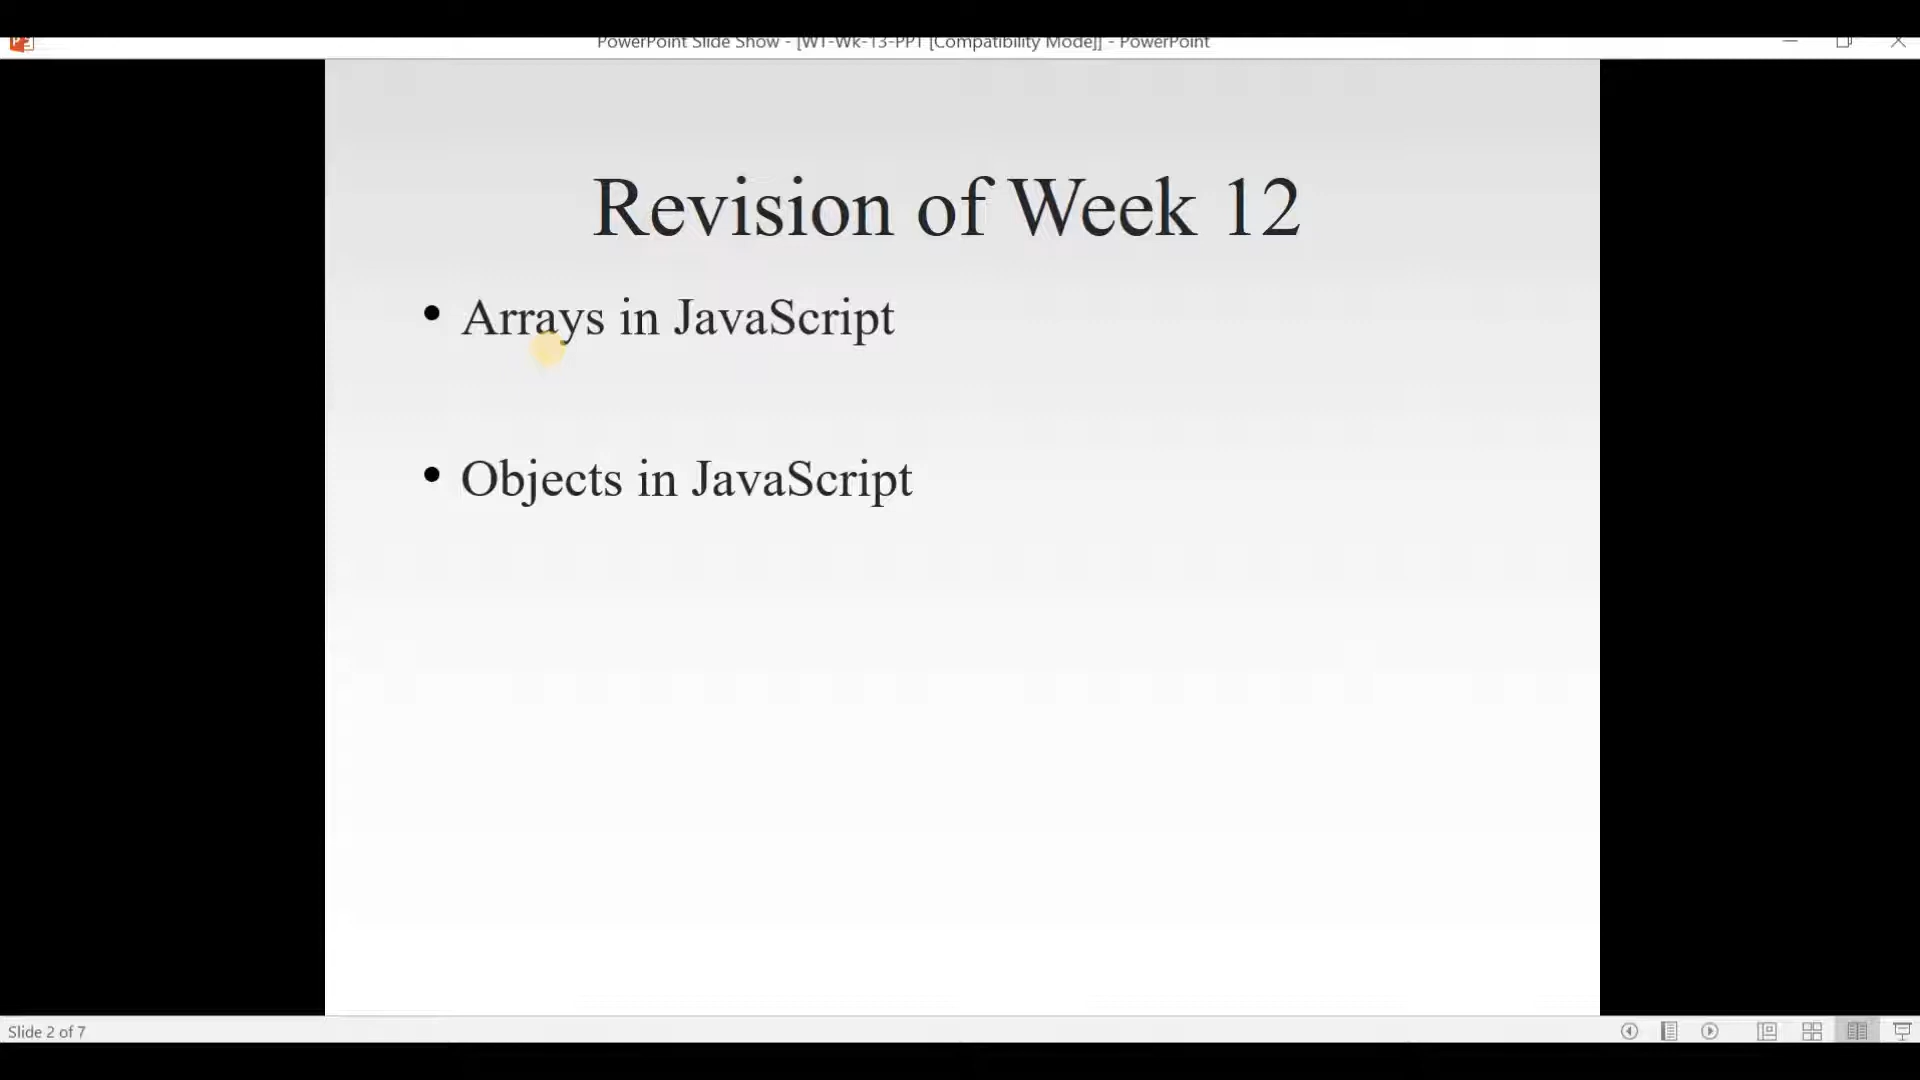 PowerPoint Slide Show - [WT-Wk-13-PPT [Compatibility Mode]] - PowerPoint
Revision of Week 12
• Arrays in JavaScript
• Objects in JavaScript
Slide 2 of 7